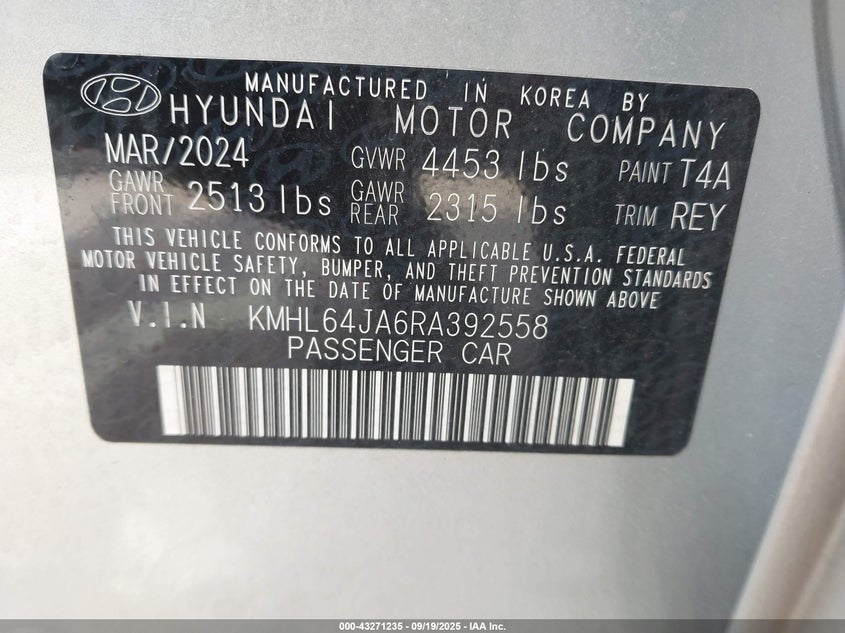 MANUFACTURED IN KOREA BY
HYUNDAI MOTOR COMPANY
MAR/2024 GVWR 4453 lbs PAINT T4A
GAWR FRONT 2513 lbs GAWR REAR 2315 lbs TRIM REY
THIS VEHICLE CONFORMS TO ALL APPLICABLE U.S.A. FEDERAL
MOTOR VEHICLE SAFETY, BUMPER, AND THEFT PREVENTION STANDARDS
IN EFFECT ON THE DATE OF MANUFACTURE SHOWN ABOVE
V.I.N KMHL64JA6RA392558
PASSENGER CAR
000-43271235 - 09/19/2025 - IAA Inc.